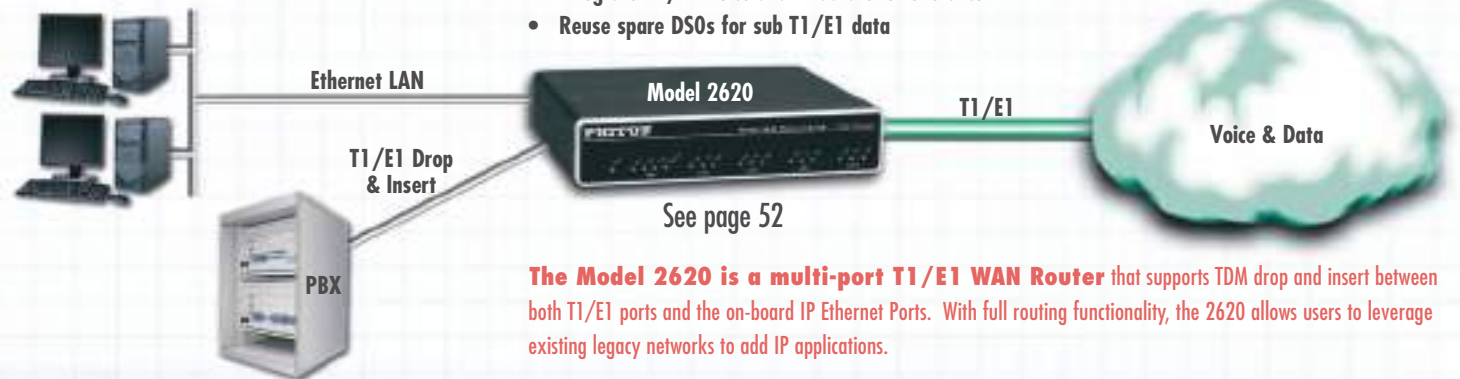 • Reuse spare DSOs for sub T1/E1 data
Ethernet LAN
Model 2620
T1/E1
Voice & Data
T1/E1 Drop
& Insert
PBX
See page 52
The Model 2620 is a multi-port T1/E1 WAN Router that supports TDM drop and insert between
both T1/E1 ports and the on-board IP Ethernet Ports. With full routing functionality, the 2620 allows users to leverage
existing legacy networks to add IP applications.